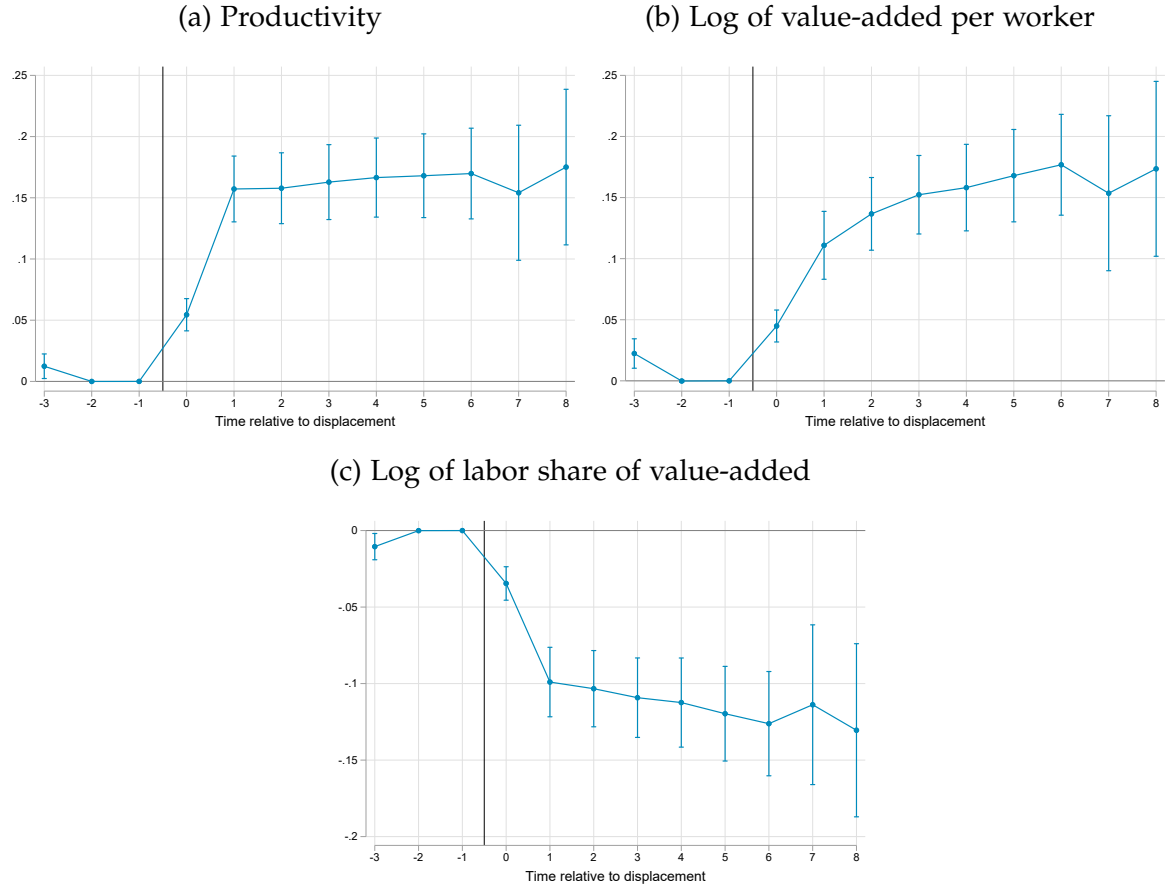 (a) Productivity
.25
.2
.15
.1
.05
0
-3 -2 -1 0 1 2 3 4 5 6 7 8
Time relative to displacement
(b) Log of value-added per worker
.25
.2
.15
.1
.05
0
-3 -2 -1 0 1 2 3 4 5 6 7 8
Time relative to displacement
(c) Log of labor share of value-added
0
-.05
-.1
-.15
-.2
-3 -2 -1 0 1 2 3 4 5 6 7 8
Time relative to displacement